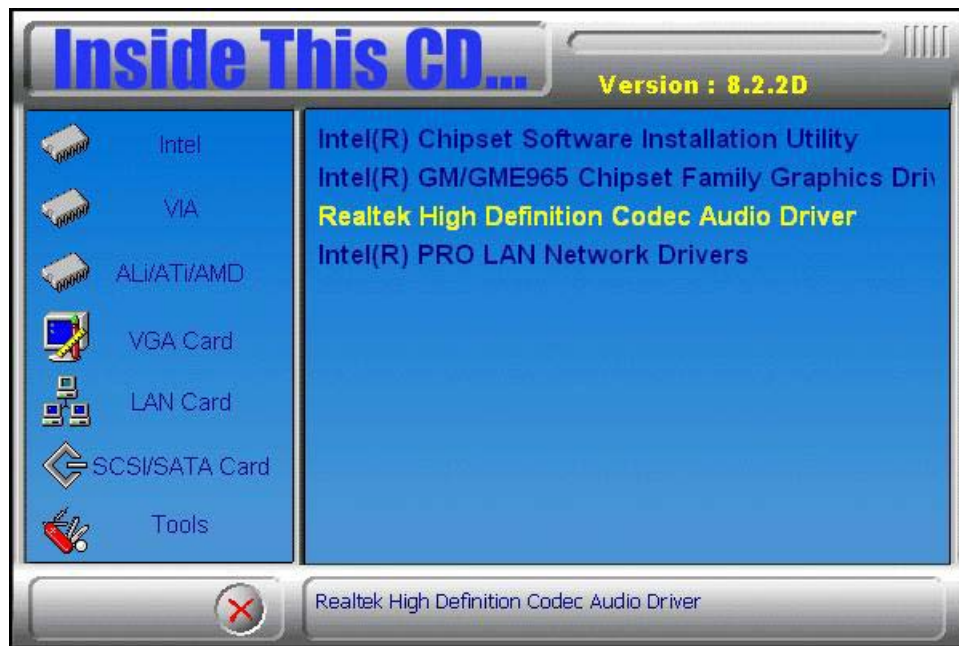 Inside This CD...
Version : 8.2.2D
Intel
VIA
ALi/ATi/AMD
VGA Card
LAN Card
SCSI/SATA Card
Tools
Intel(R) Chipset Software Installation Utility
Intel(R) GM/GME965 Chipset Family Graphics Driv
Realtek High Definition Codec Audio Driver
Intel(R) PRO LAN Network Drivers
Realtek High Definition Codec Audio Driver